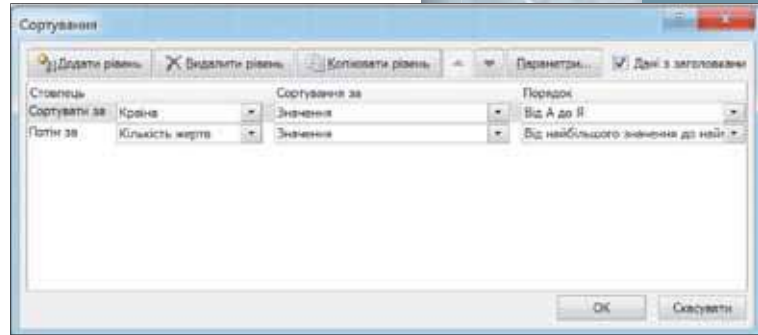 Сортування
Додати рівень Видалити рівень Копіювати рівень Параметри... Дані з заголовками
Стовпець Сортування за Порядок
Сортувати за Країна Значення Від А до Я
Потім за Кількість жертв Значення Від найбільшого значення до найм
OK Скасувати